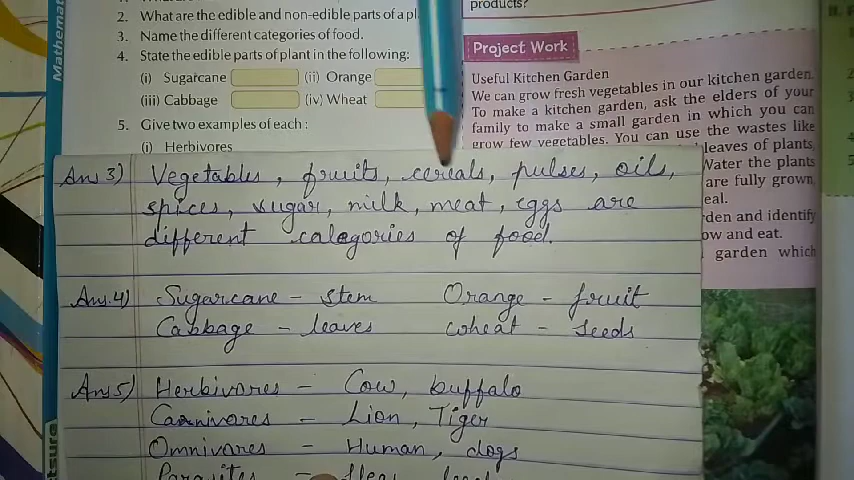 Mathemat
products?
2. What are the edible and non-edible parts of a pl
3. Name the different categories of food.
4. State the edible parts of plant in the following:
(i) Sugarcane (ii) Orange
(iii) Cabbage (iv) Wheat
5. Give two examples of each :
(i) Herbivores
Project Work
Useful Kitchen Garden
We can grow fresh vegetables in our kitchen garden.
To make a kitchen garden, ask the elders of your
family to make a small garden in which you can
grow few vegetables. You can use the wastes like
leaves of plants,
Water the plants
are fully grown,
eal.
rden and identify
ow and eat.
garden which
Ans 3) Vegetables, fruits, cereals, pulses, oils,
spices, sugar, milk, meat, eggs are
different calegories of food.
Ans.4) Sugarcane - stem Orange - fruit
Cabbage - leaves wheat - seeds
Ans 5) Herbivores - Cow, buffalo
Carnivores - Lion, Tiger
Omnivares - Human, dogs
Parasites -